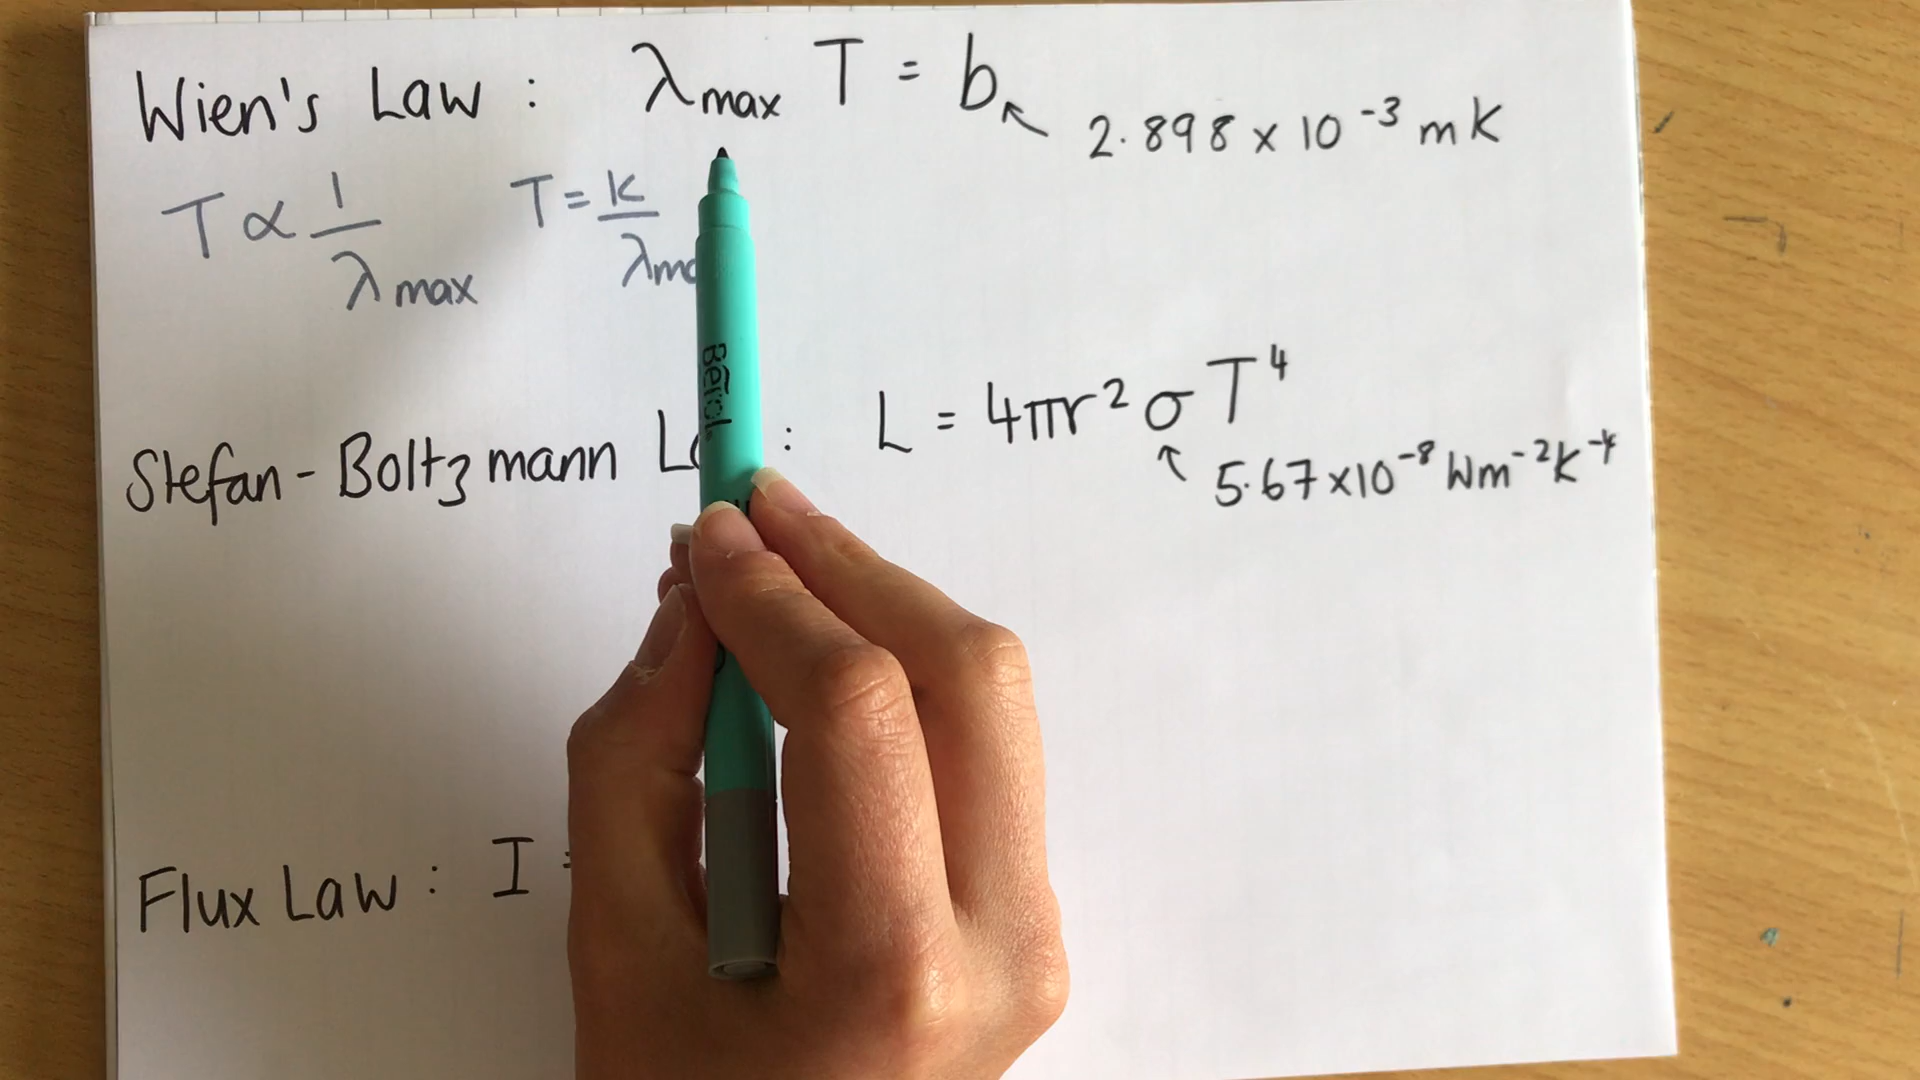 Wien's Law : λmax T = b
2.898 x 10⁻³ mK
T ∝ 1/λmax T = k/λma
Berol
Stefan-Boltzmann L : L = 4πr² σ T⁴
5.67x10⁻⁸ Wm⁻²K⁻⁴
Flux Law : I =